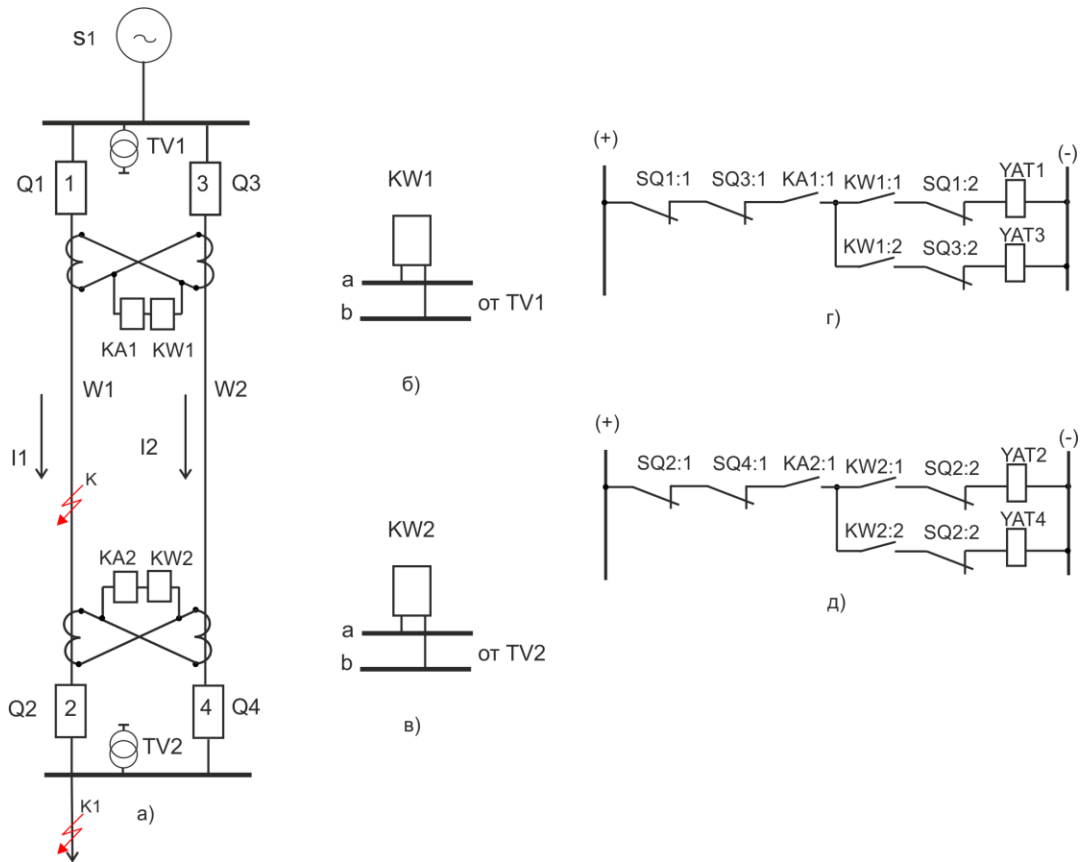 S1
TV1
Q1 1 3 Q3
KA1 KW1
W1 W2
I1 I2
K
KA2 KW2
Q2 2 4 Q4
TV2
K1
а)
KW1
a
b
от TV1
б)
KW2
a
b
от TV2
в)
(+) (-)
SQ1:1 SQ3:1 KA1:1 KW1:1 SQ1:2 YAT1
KW1:2 SQ3:2 YAT3
г)
(+) (-)
SQ2:1 SQ4:1 KA2:1 KW2:1 SQ2:2 YAT2
KW2:2 SQ2:2 YAT4
д)